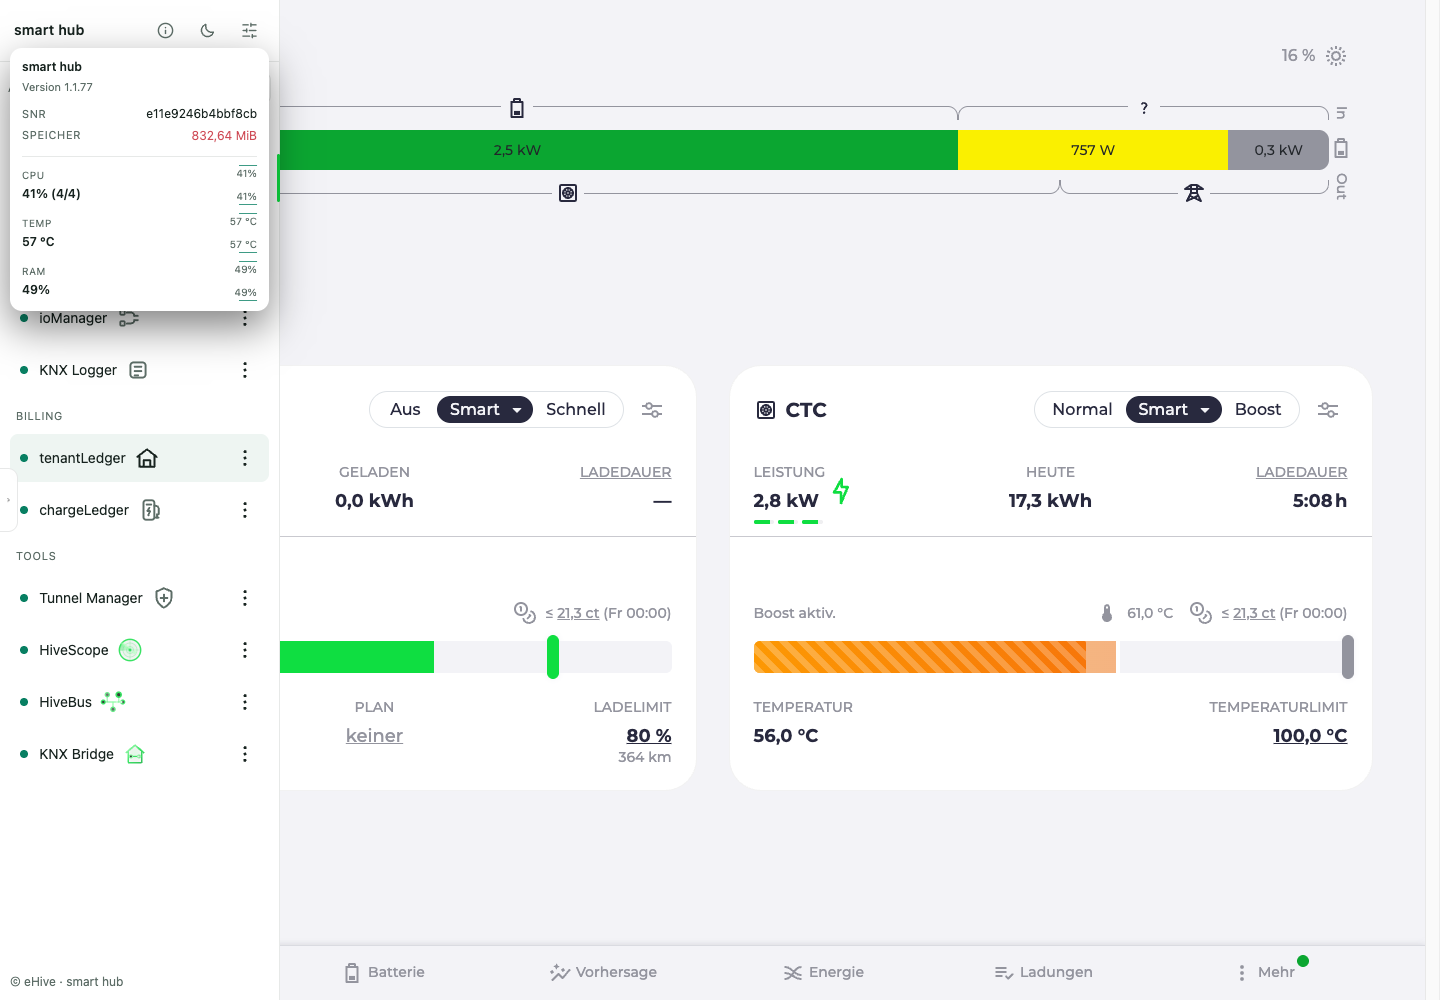 smart hub
smart hub
Version 1.1.77
SNR e11e9246b4bbf8cb
SPEICHER 832,64 MiB
CPU 41%
41% (4/4) 41%
TEMP 57 °C
57 °C 57 °C
RAM 49%
49% 49%
ioManager
KNX Logger
BILLING
tenantLedger
chargeLedger
TOOLS
Tunnel Manager
HiveScope
HiveBus
KNX Bridge
© eHive · smart hub
16 %
? In
2,5 kW 757 W 0,3 kW
Out
Aus Smart Schnell
GELADEN LADEDAUER
0,0 kWh —
≤ 21,3 ct (Fr 00:00)
PLAN LADELIMIT
keiner 80 %
364 km
CTC Normal Smart Boost
LEISTUNG HEUTE LADEDAUER
2,8 kW 17,3 kWh 5:08 h
Boost aktiv. 61,0 °C ≤ 21,3 ct (Fr 00:00)
TEMPERATUR TEMPERATURLIMIT
56,0 °C 100,0 °C
Batterie Vorhersage Energie Ladungen Mehr